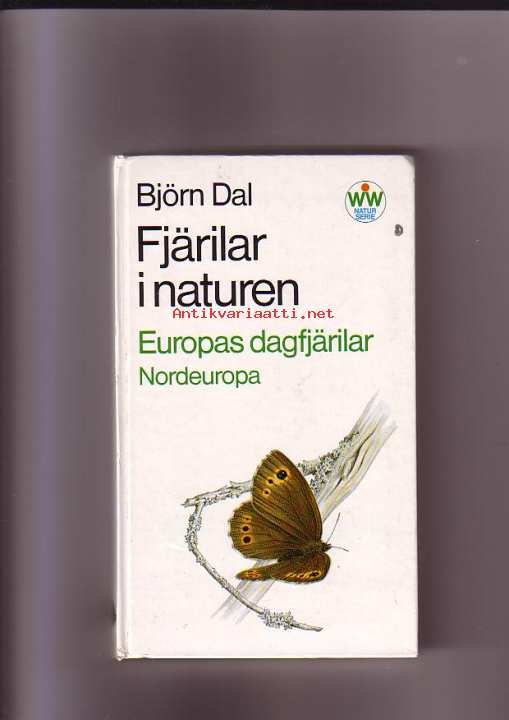 Björn Dal
WW
NATUR
SERIE
Fjärilar
i naturen
Antikvariaatti.net
Europas dagfjärilar
Nordeuropa